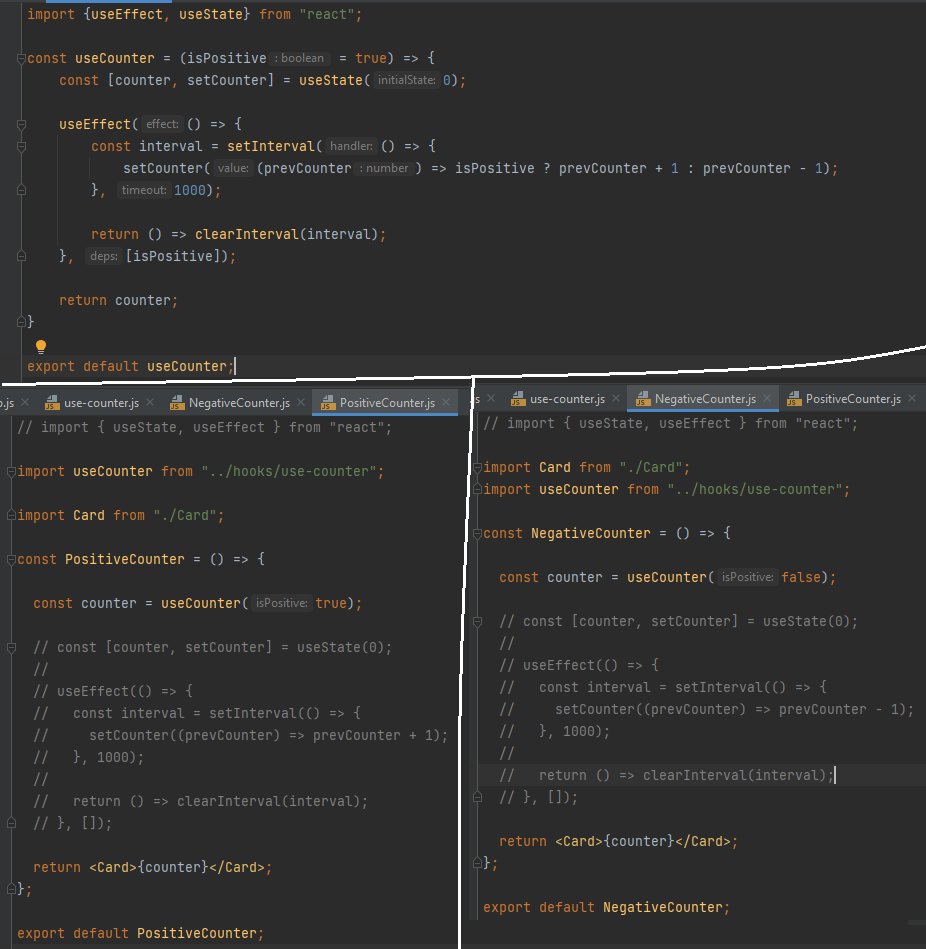 import {useEffect, useState} from "react";
const useCounter = (isPositive : boolean = true) => {
const [counter, setCounter] = useState( initialState: 0);
useEffect( effect: () => {
const interval = setInterval( handler: () => {
setCounter( value: (prevCounter : number ) => isPositive ? prevCounter + 1 : prevCounter - 1);
}, timeout: 1000);
return () => clearInterval(interval);
}, deps: [isPositive]);
return counter;
}
export default useCounter;
o.js × use-counter.js × NegativeCounter.js × PositiveCounter.js ×
// import { useState, useEffect } from "react";
import useCounter from "../hooks/use-counter";
import Card from "./Card";
const PositiveCounter = () => {
const counter = useCounter( isPositive: true);
// const [counter, setCounter] = useState(0);
//
// useEffect(() => {
//   const interval = setInterval(() => {
//     setCounter((prevCounter) => prevCounter + 1);
//   }, 1000);
//
//   return () => clearInterval(interval);
// }, []);
return <Card>{counter}</Card>;
};
export default PositiveCounter;
js × use-counter.js × NegativeCounter.js × PositiveCounter.js ×
// import { useState, useEffect } from "react";
import Card from "./Card";
import useCounter from "../hooks/use-counter";
const NegativeCounter = () => {
const counter = useCounter( isPositive: false);
// const [counter, setCounter] = useState(0);
//
// useEffect(() => {
//   const interval = setInterval(() => {
//     setCounter((prevCounter) => prevCounter - 1);
//   }, 1000);
//
//   return () => clearInterval(interval);
// }, []);
return <Card>{counter}</Card>;
};
export default NegativeCounter;